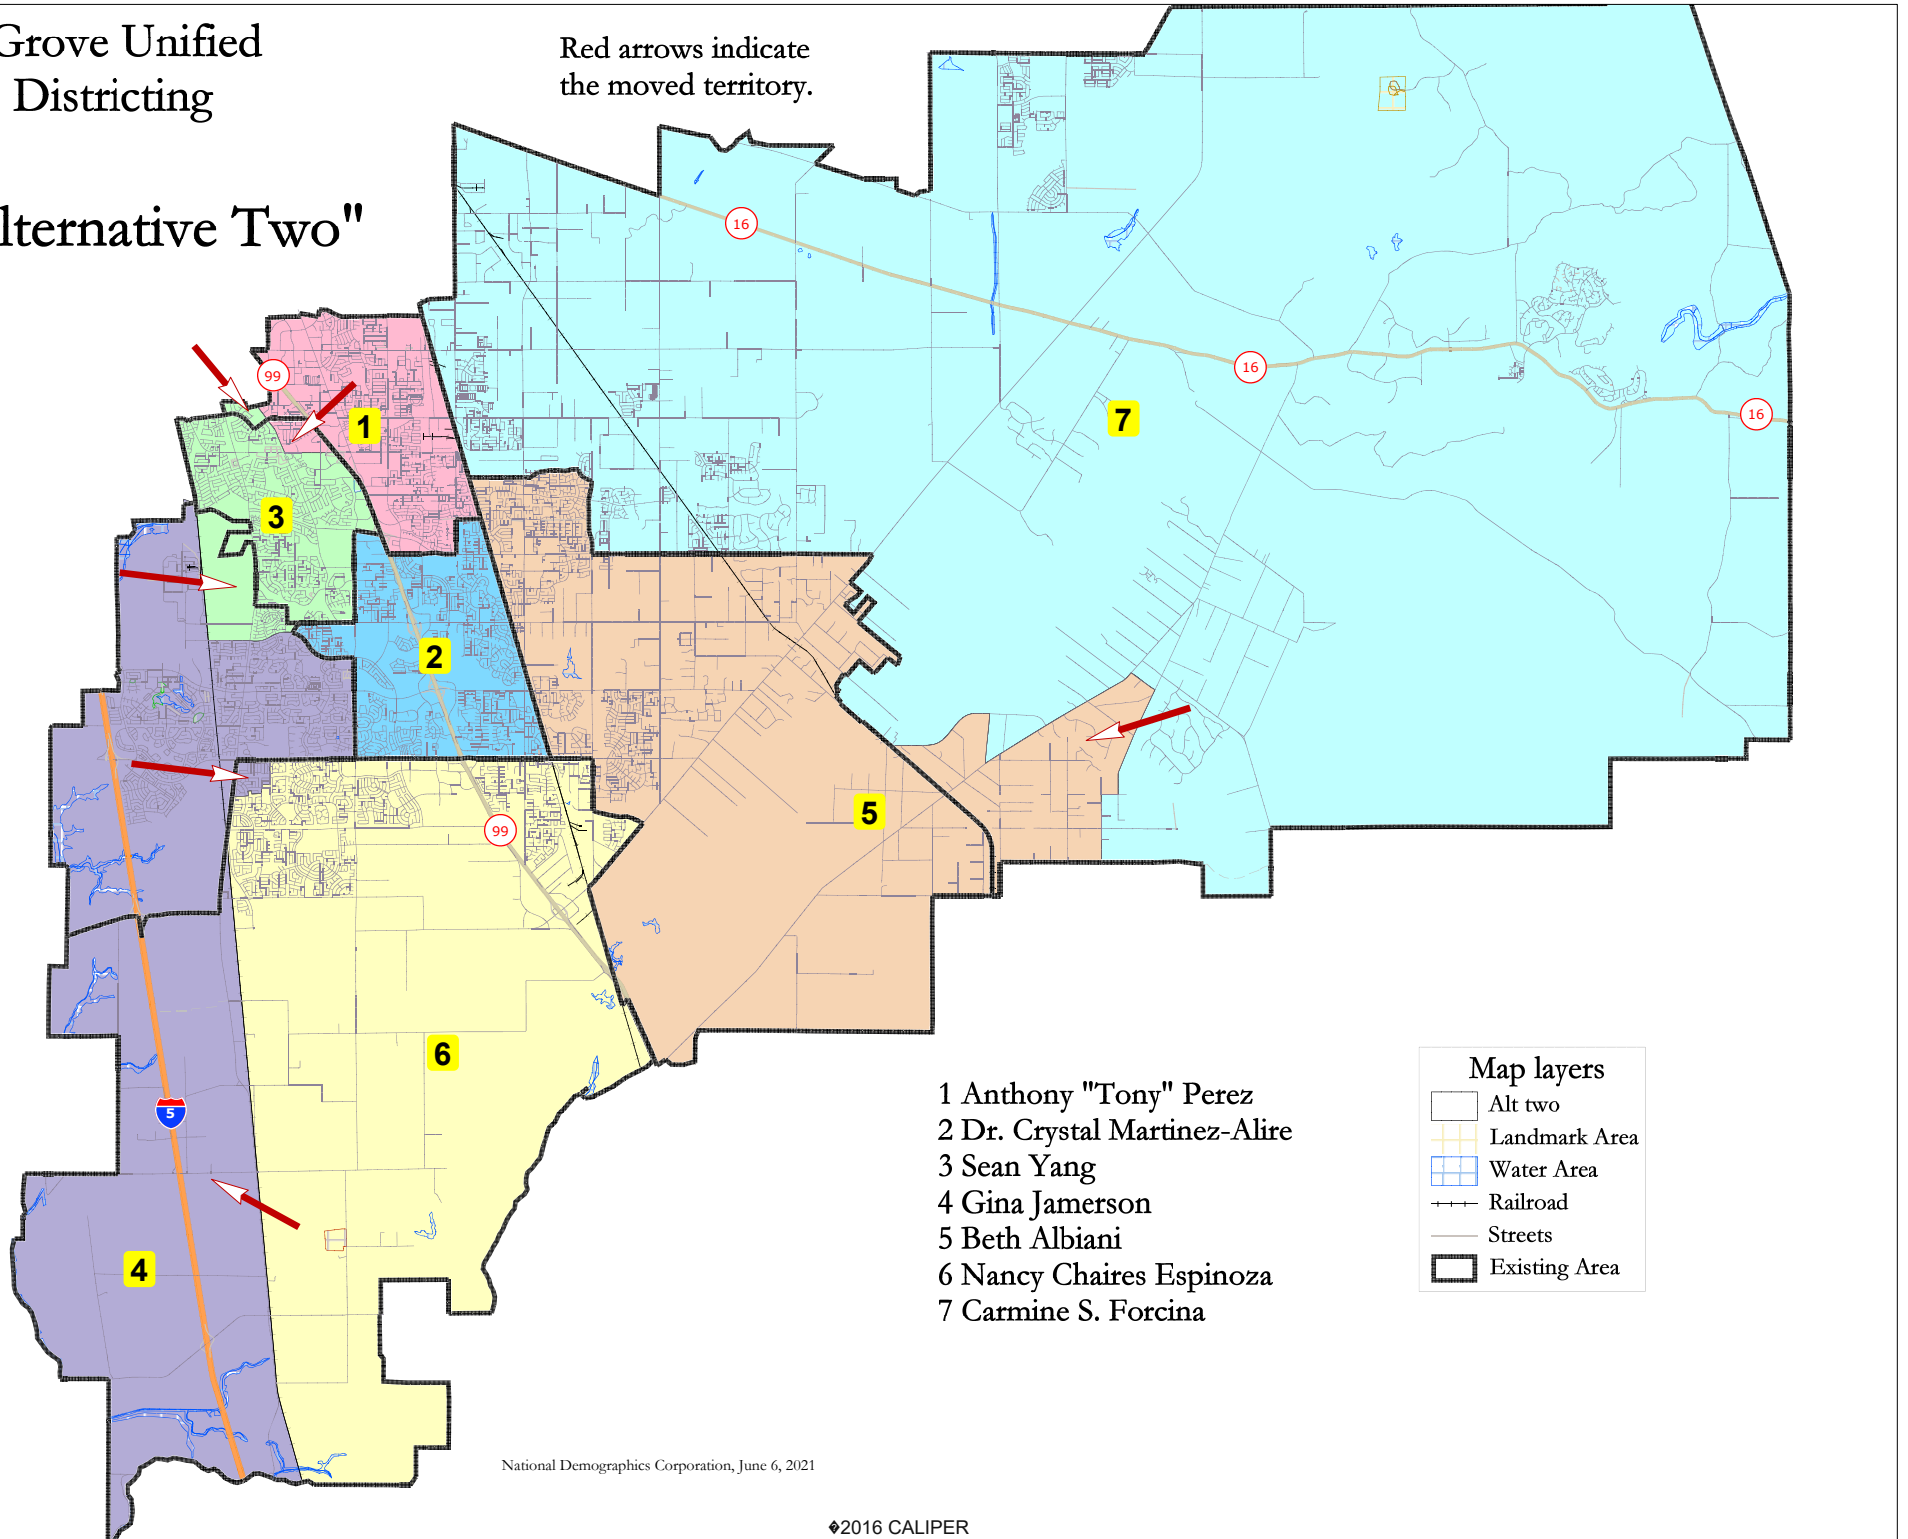 Grove Unified
Districting
lternative Two"
Red arrows indicate
the moved territory.
16
16
16
99
1
7
3
2
5
99
6
5
4
1 Anthony "Tony" Perez
2 Dr. Crystal Martinez-Alire
3 Sean Yang
4 Gina Jamerson
5 Beth Albiani
6 Nancy Chaires Espinoza
7 Carmine S. Forcina
Map layers
Alt two
Landmark Area
Water Area
Railroad
Streets
Existing Area
National Demographics Corporation, June 6, 2021
�2016 CALIPER